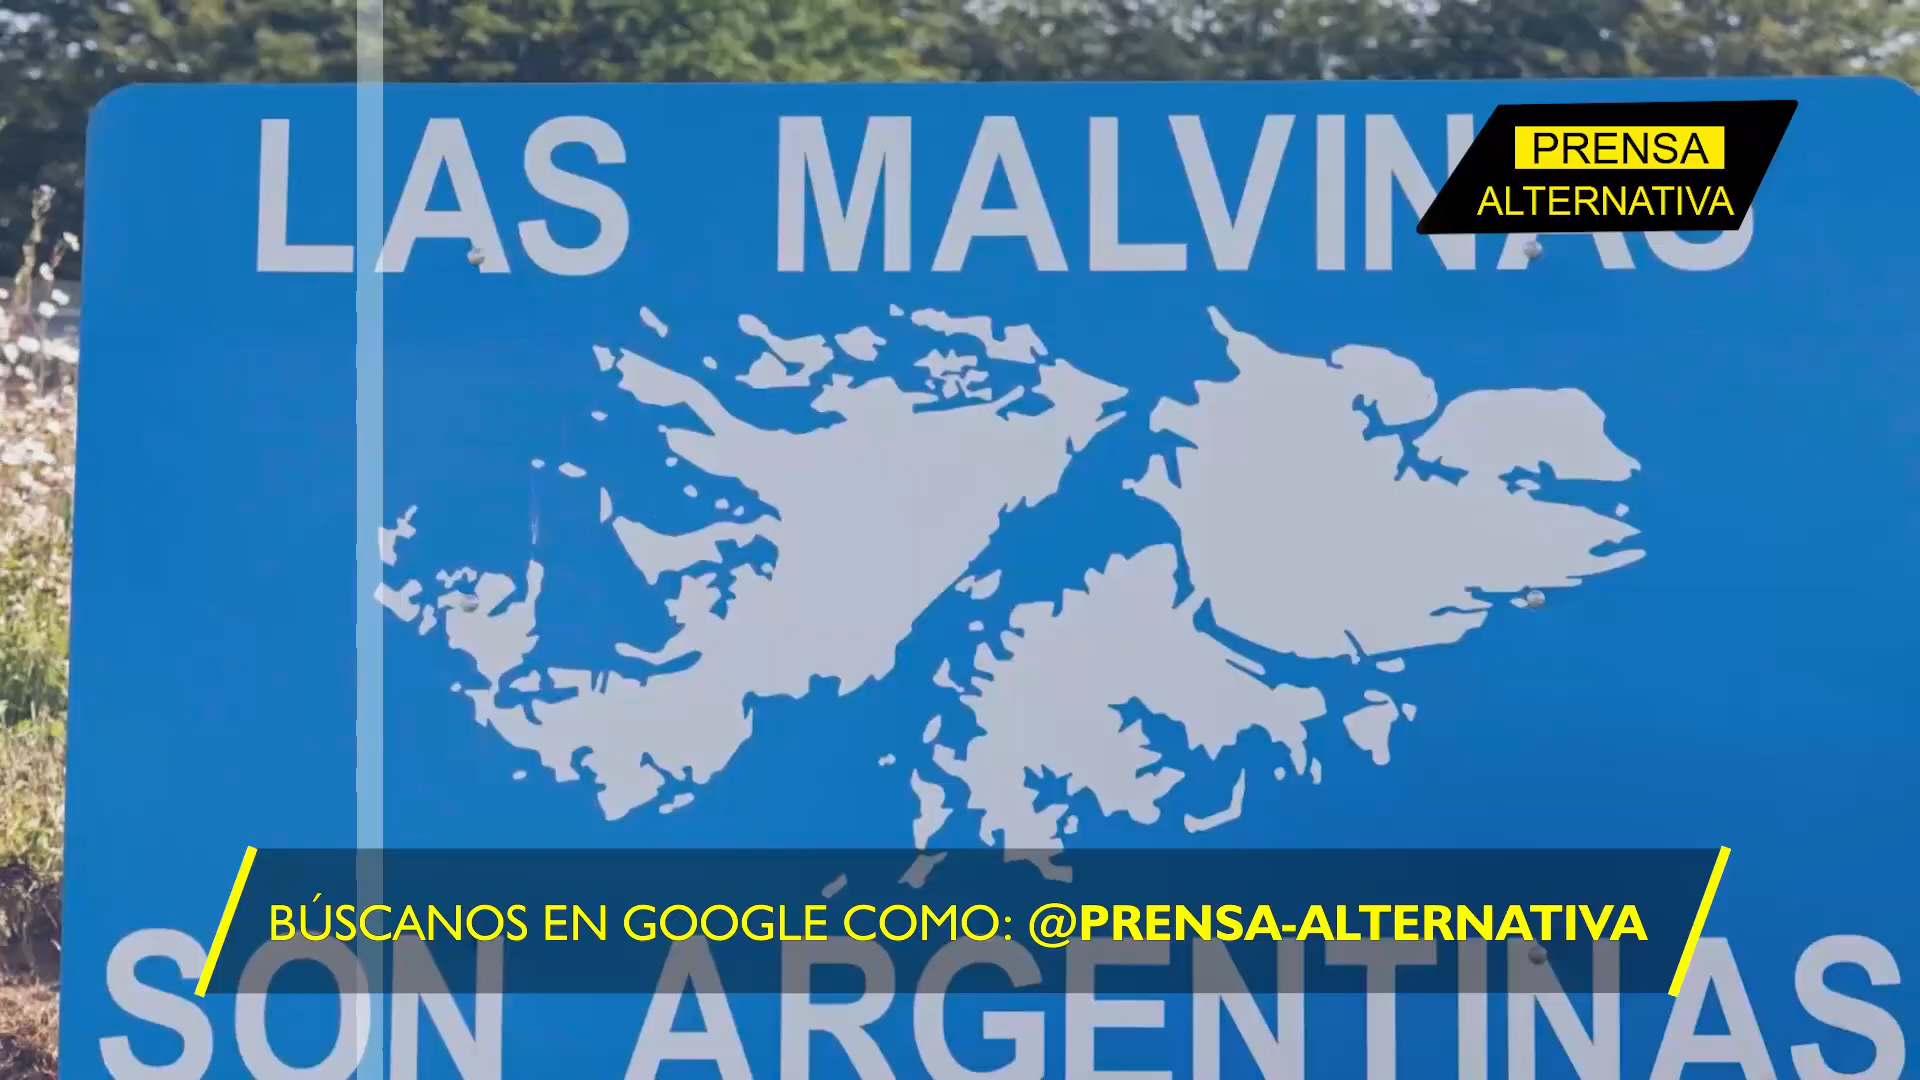 LAS MALVINAS
PRENSA
ALTERNATIVA
BÚSCANOS EN GOOGLE COMO: @PRENSA-ALTERNATIVA
SON ARGENTINAS